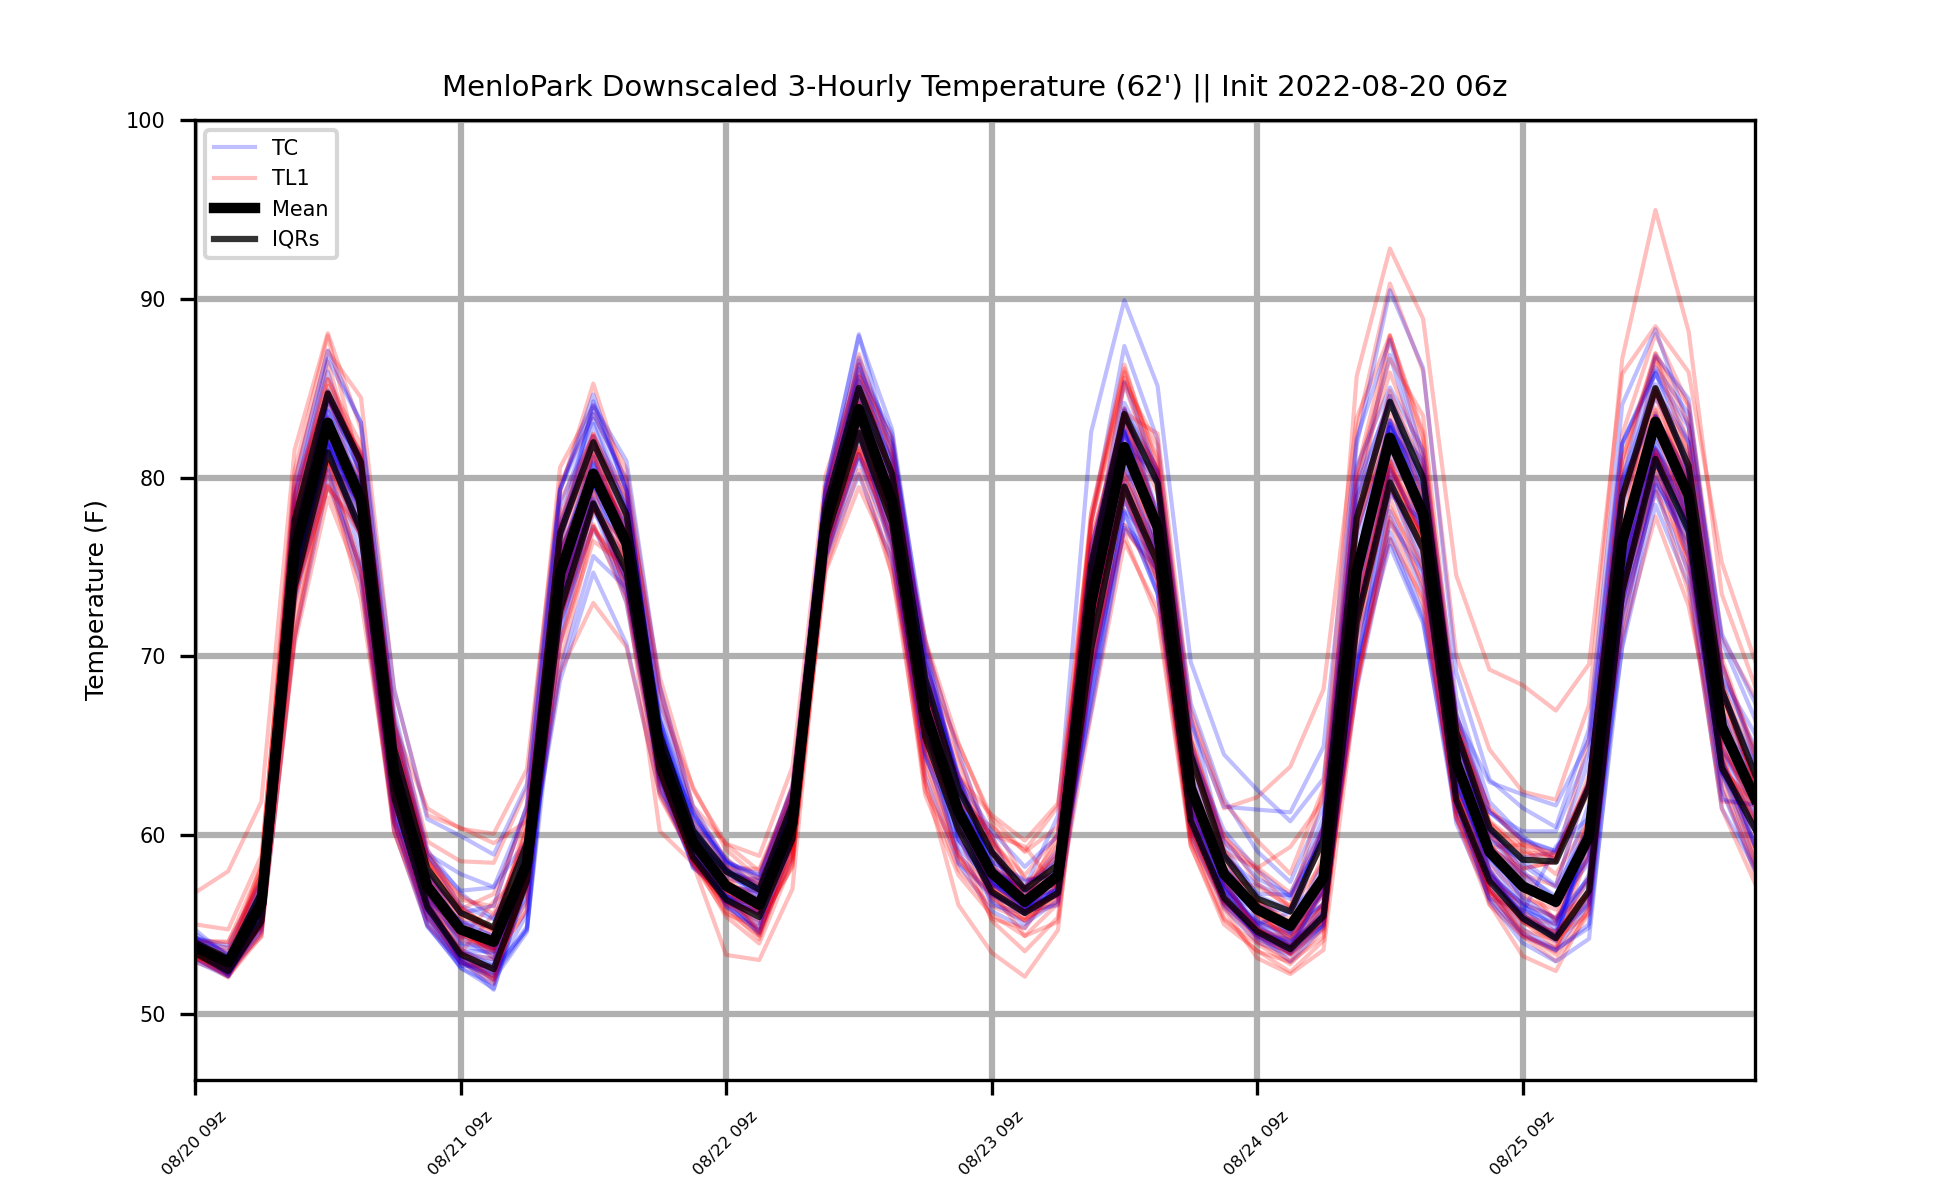 MenloPark Downscaled 3-Hourly Temperature (62') || Init 2022-08-20 06z
100
90
80
70
60
50
Temperature (F)
TC
TL1
Mean
IQRs
08/20 09z
08/21 09z
08/22 09z
08/23 09z
08/24 09z
08/25 09z